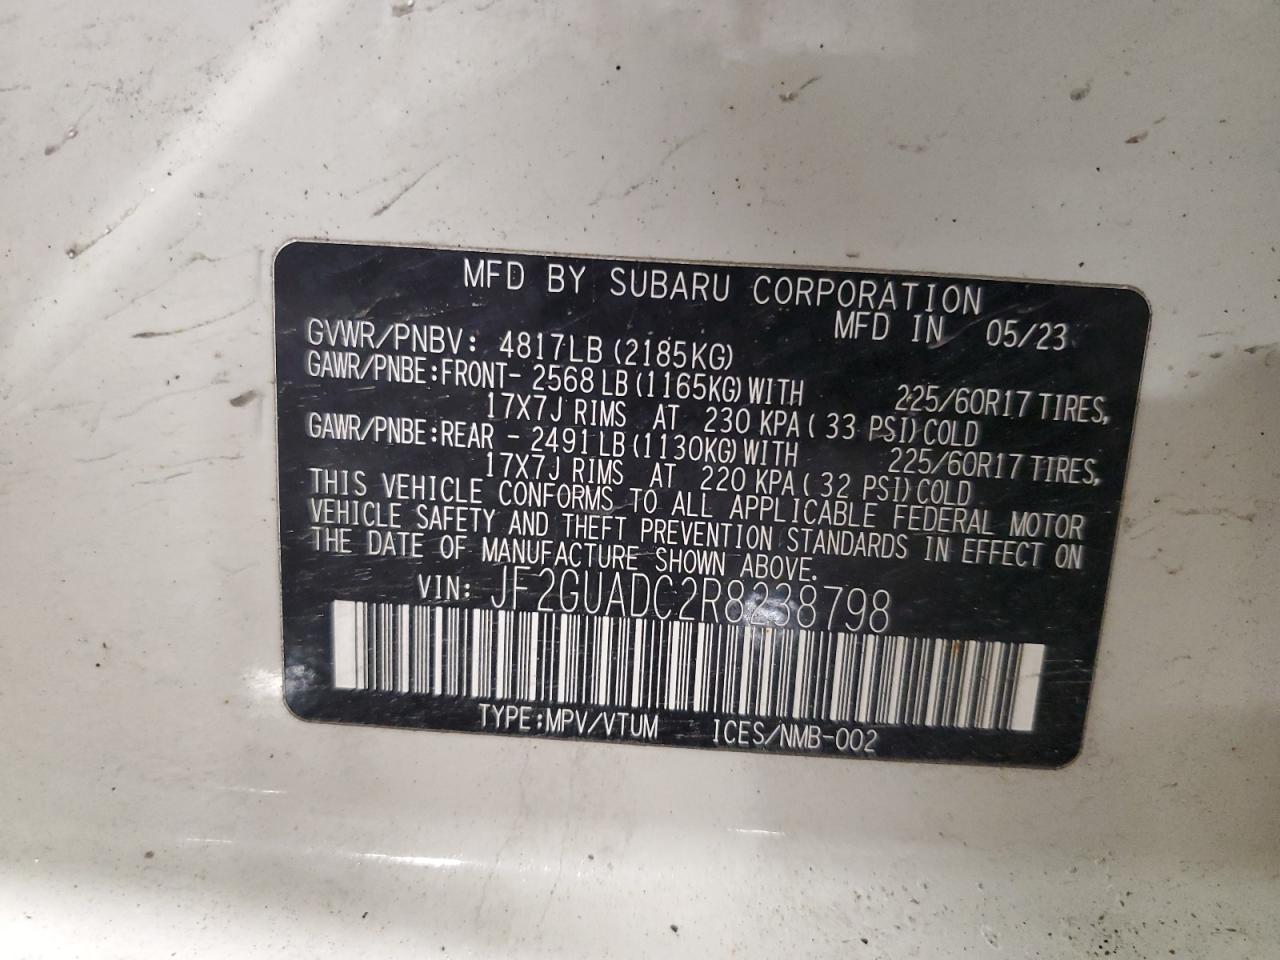 MFD BY SUBARU CORPORATION
MFD IN 05/23
GVWR/PNBV: 4817LB (2185KG)
GAWR/PNBE:FRONT- 2568 LB (1165KG) WITH 225/60R17 TIRES,
17X7J RIMS AT 230 KPA ( 33 PSI) COLD
GAWR/PNBE:REAR - 2491 LB (1130KG) WITH 225/60R17 TIRES,
17X7J RIMS AT 220 KPA ( 32 PSI) COLD
THIS VEHICLE CONFORMS TO ALL APPLICABLE FEDERAL MOTOR
VEHICLE SAFETY AND THEFT PREVENTION STANDARDS IN EFFECT ON
THE DATE OF MANUFACTURE SHOWN ABOVE.
VIN: JF2GUADC2R8238798
TYPE:MPV/VTUM ICES/NMB-002